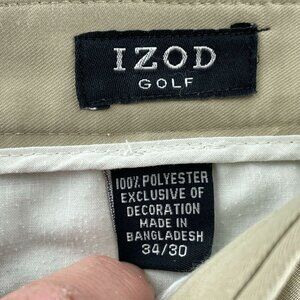 IZOD
GOLF
100% POLYESTER
EXCLUSIVE OF
DECORATION
MADE IN
BANGLADESH
34/30